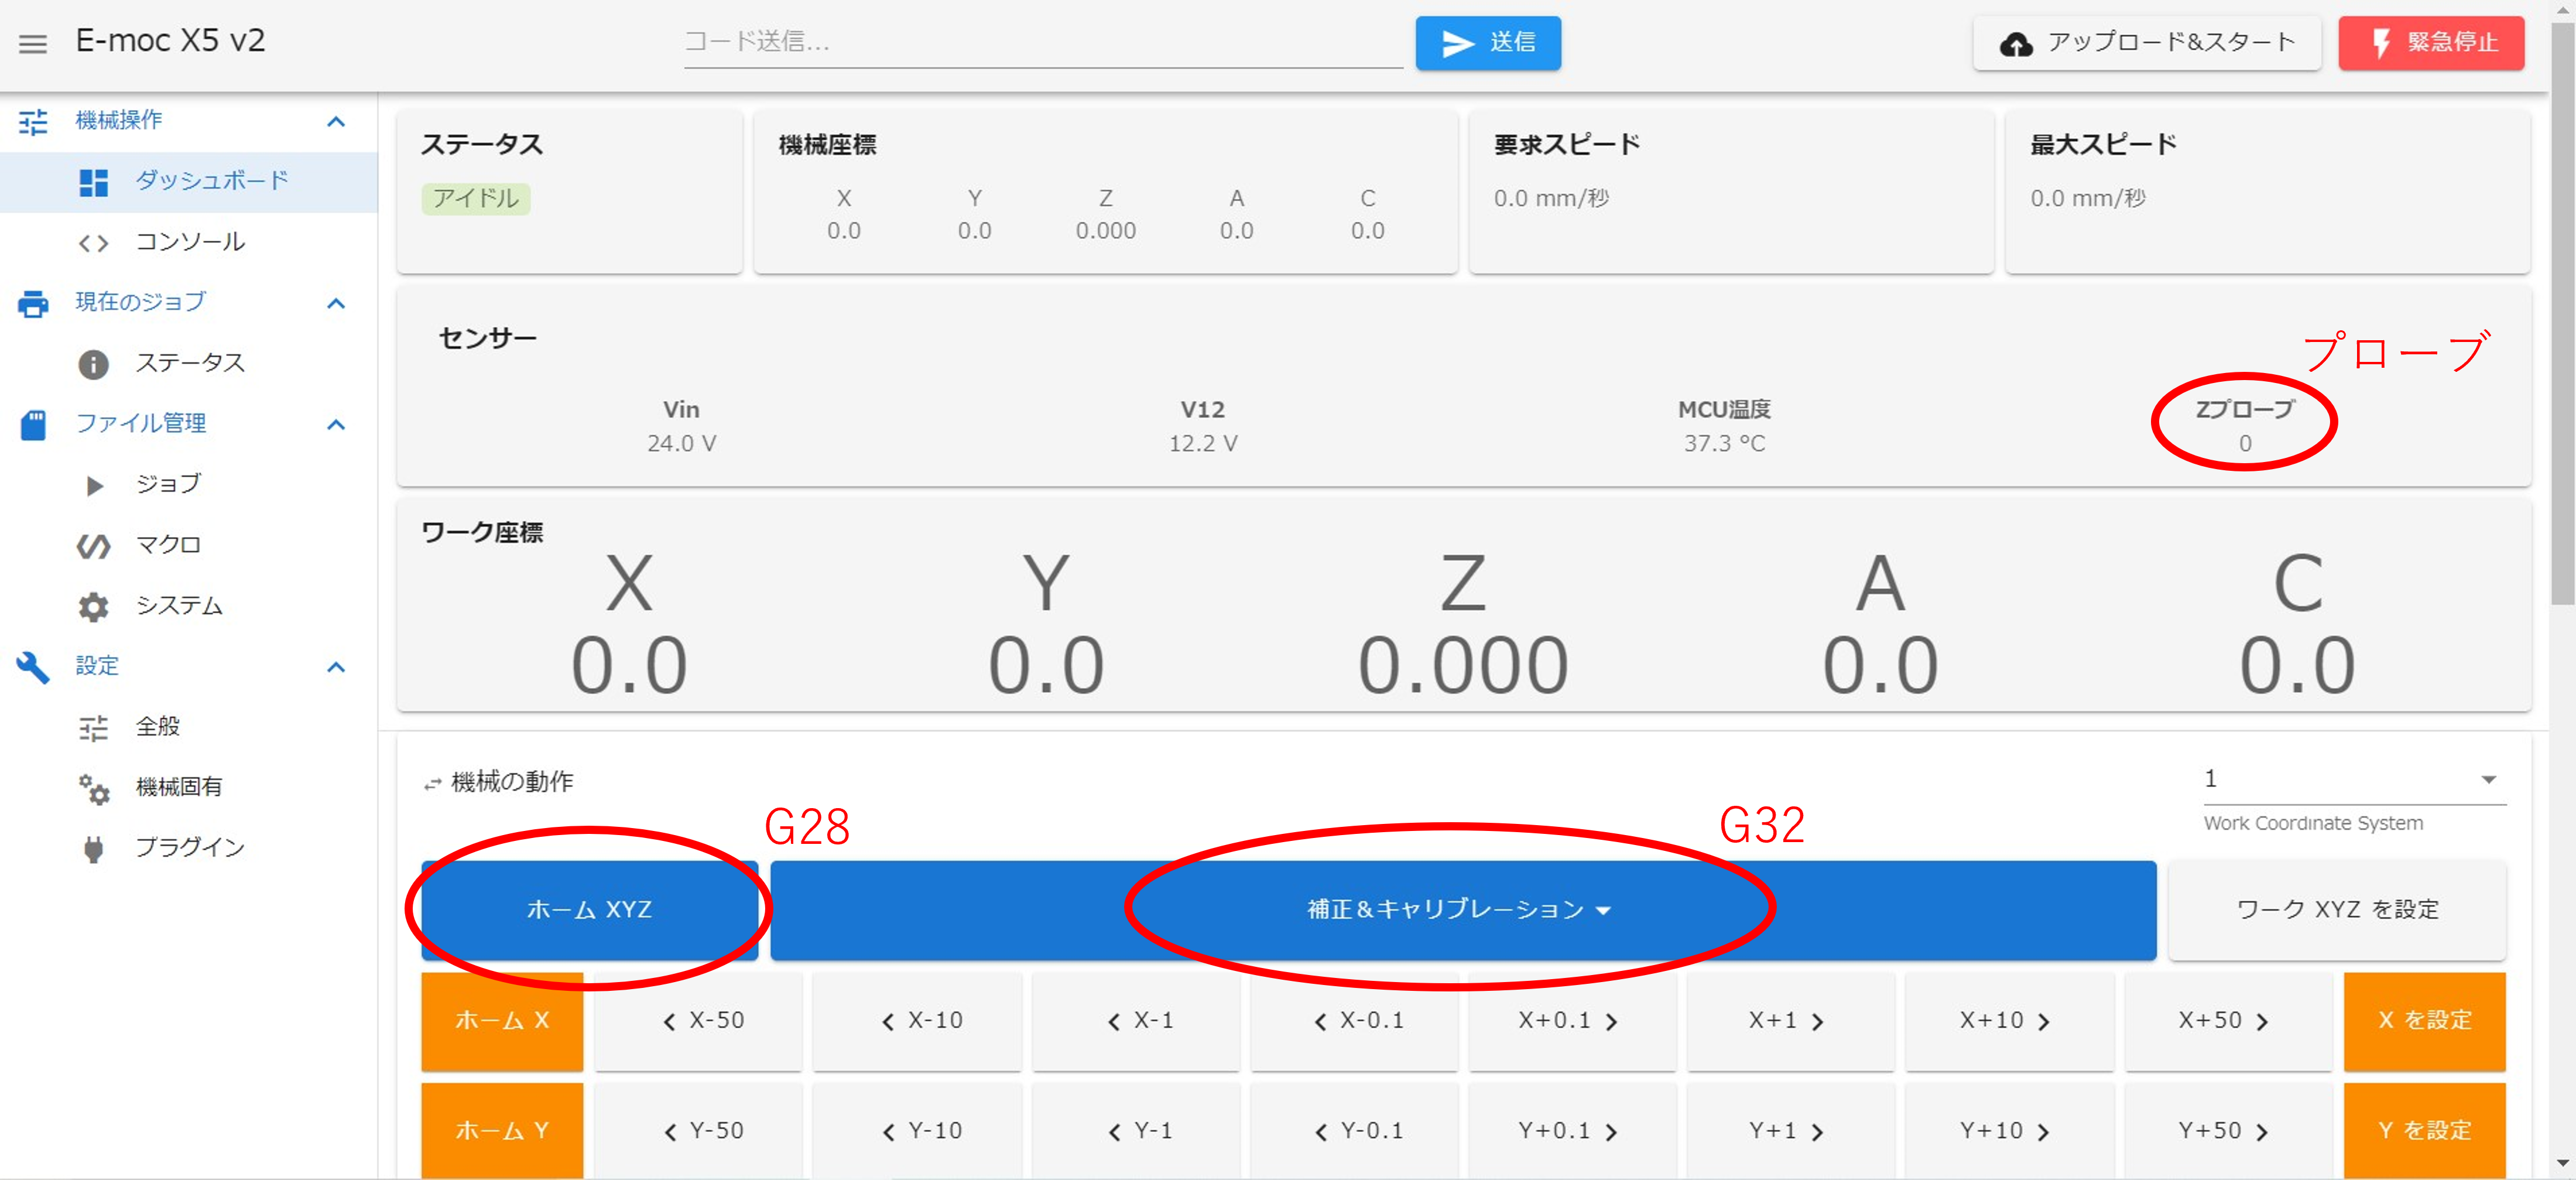 E-moc X5 v2
コード送信...
送信
アップロード&スタート
緊急停止
機械操作
ダッシュボード
コンソール
現在のジョブ
ステータス
ファイル管理
ジョブ
マクロ
システム
設定
全般
機械固有
プラグイン
ステータス
アイドル
機械座標
X Y Z A C
0.0 0.0 0.000 0.0 0.0
要求スピード
0.0 mm/秒
最大スピード
0.0 mm/秒
センサー
プローブ
Vin V12 MCU温度 Zプローブ
24.0 V 12.2 V 37.3 °C 0
ワーク座標
X Y Z A C
0.0 0.0 0.000 0.0 0.0
機械の動作
1
Work Coordinate System
G28 G32
ホーム XYZ 補正&キャリブレーション ワーク XYZ を設定
ホーム X X-50 X-10 X-1 X-0.1 X+0.1 X+1 X+10 X+50 X を設定
ホーム Y Y-50 Y-10 Y-1 Y-0.1 Y+0.1 Y+1 Y+10 Y+50 Y を設定